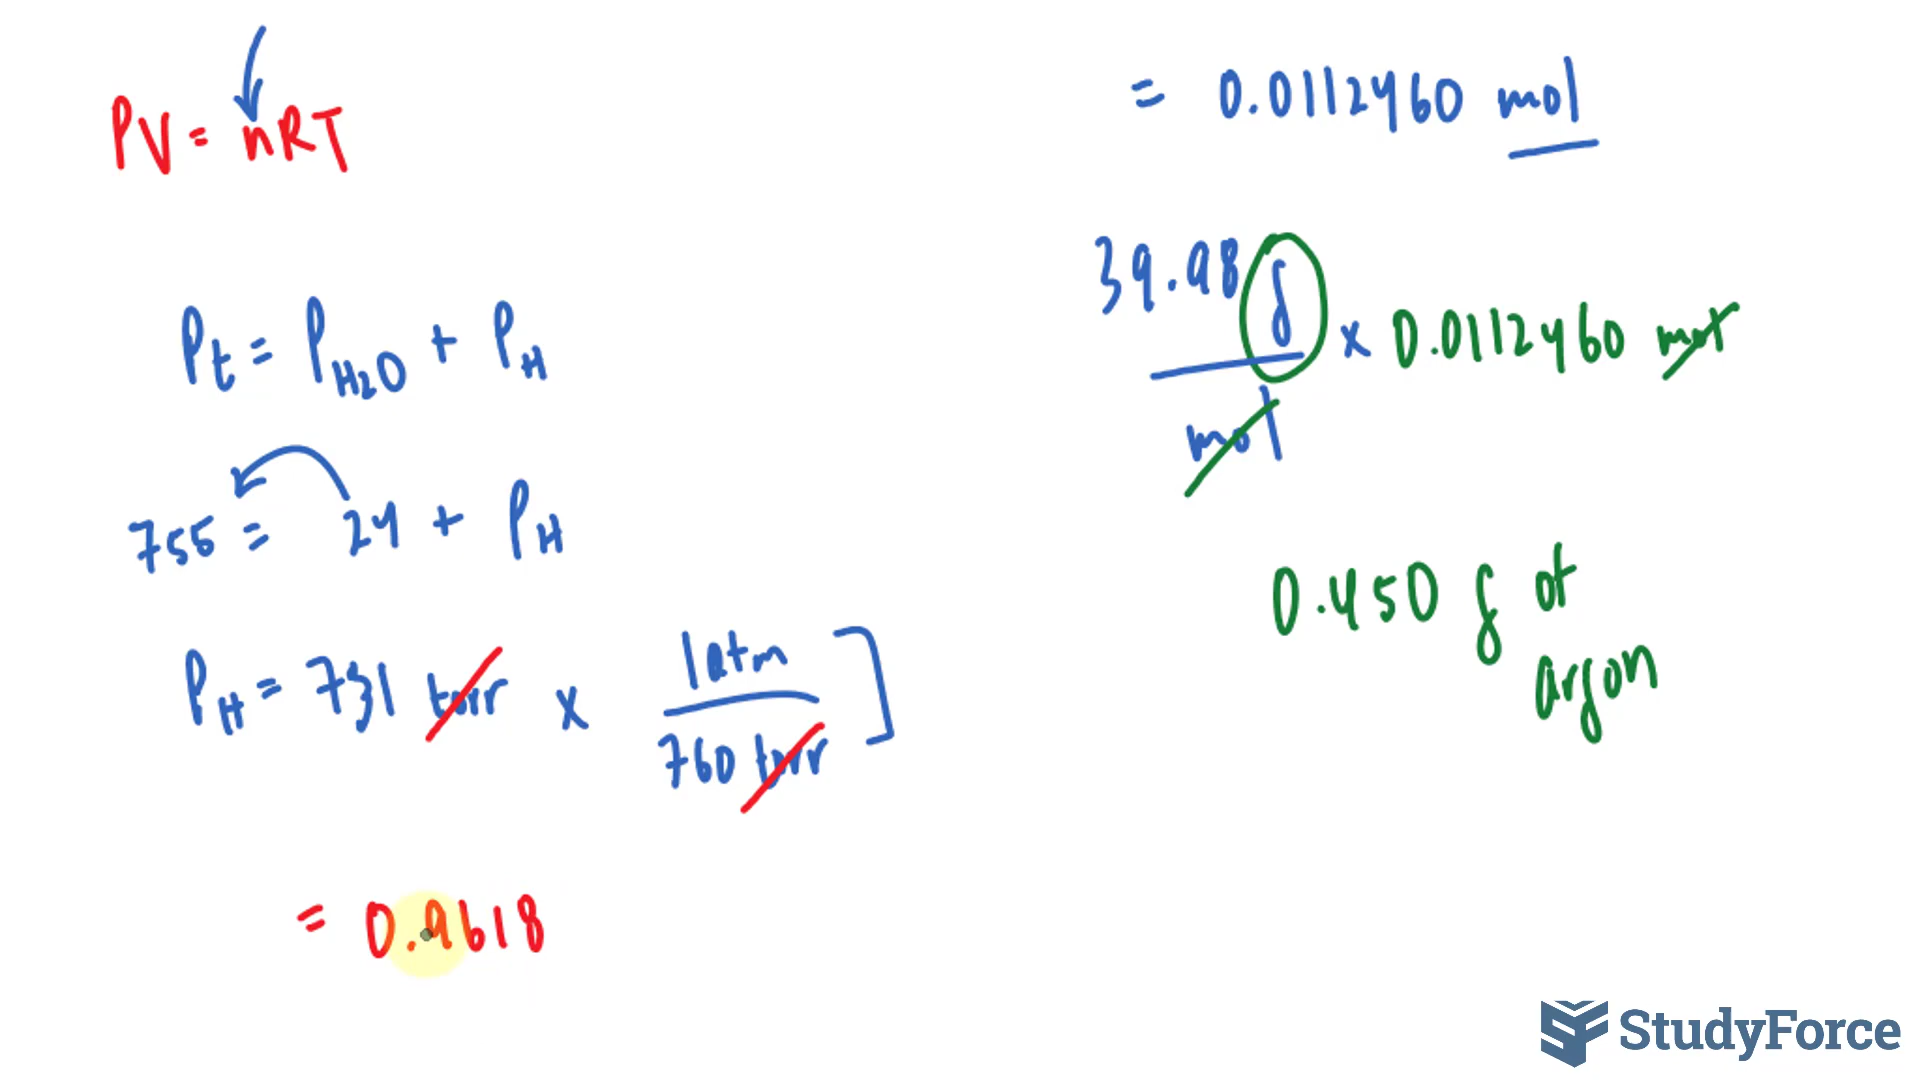 PV = nRT
Pt = PH₂O + PH
755 = 24 + PH
PH = 731 torr x 1atm / 760 torr ]
= 0.9618
= 0.0112460 mol
39.98 g / mol x 0.0112460 mol
0.450 g of
argon
StudyForce